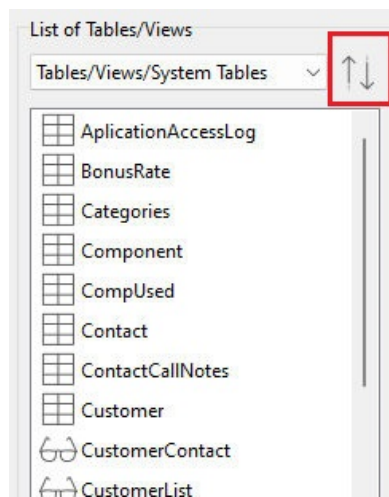 List of Tables/Views
Tables/Views/System Tables
AplicationAccessLog
BonusRate
Categories
Component
CompUsed
Contact
ContactCallNotes
Customer
CustomerContact
CustomerList